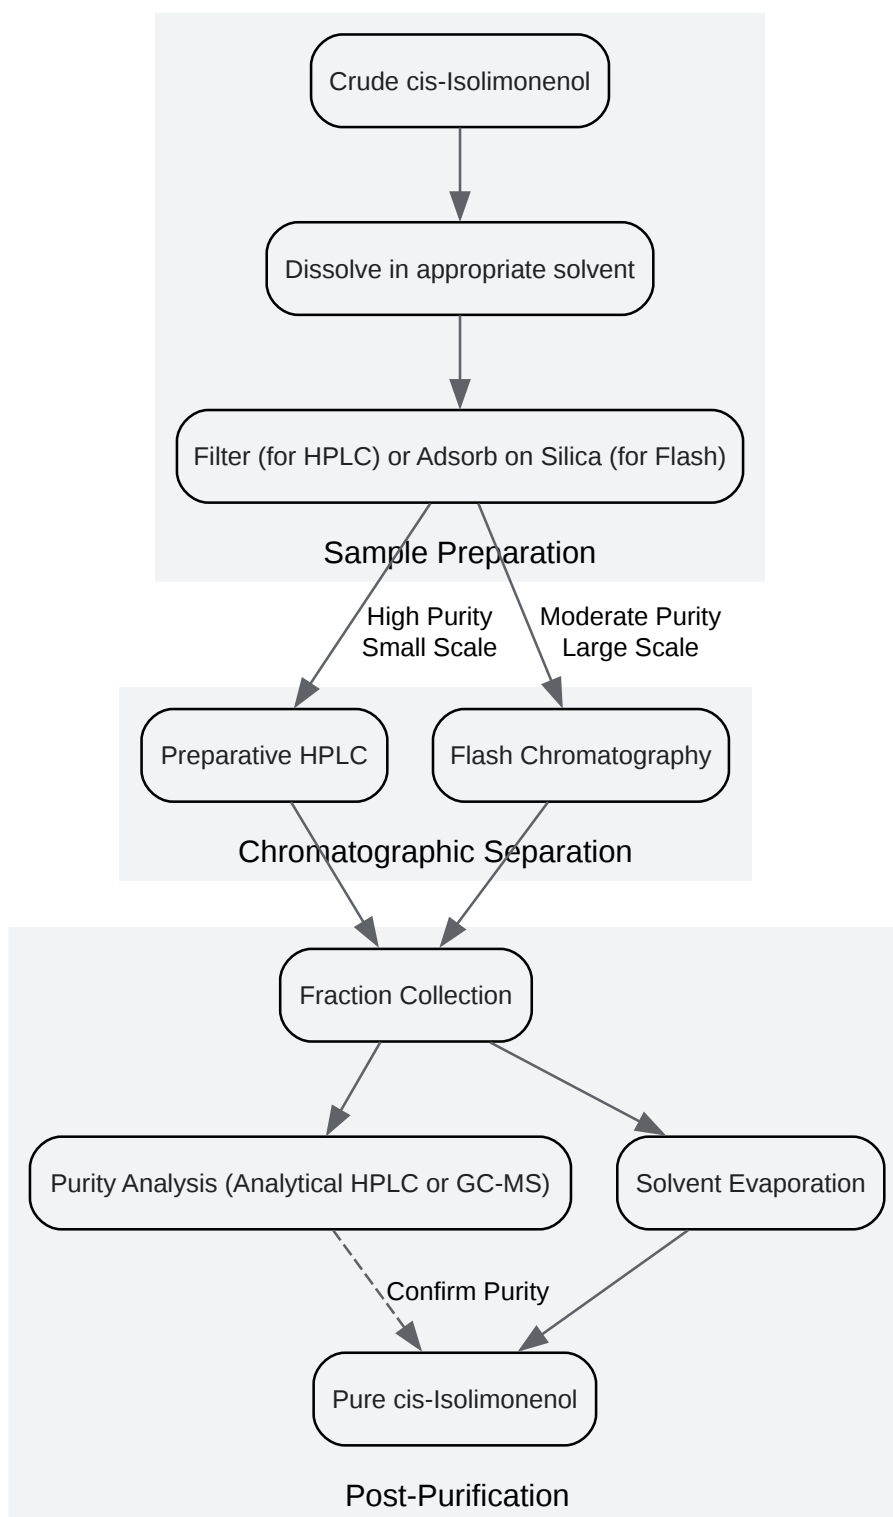 Crude cis-Isolimonenol
Dissolve in appropriate solvent
Filter (for HPLC) or Adsorb on Silica (for Flash)
Sample Preparation
High Purity
Small Scale
Moderate Purity
Large Scale
Preparative HPLC
Flash Chromatography
Chromatographic Separation
Fraction Collection
Purity Analysis (Analytical HPLC or GC-MS)
Solvent Evaporation
Confirm Purity
Pure cis-Isolimonenol
Post-Purification